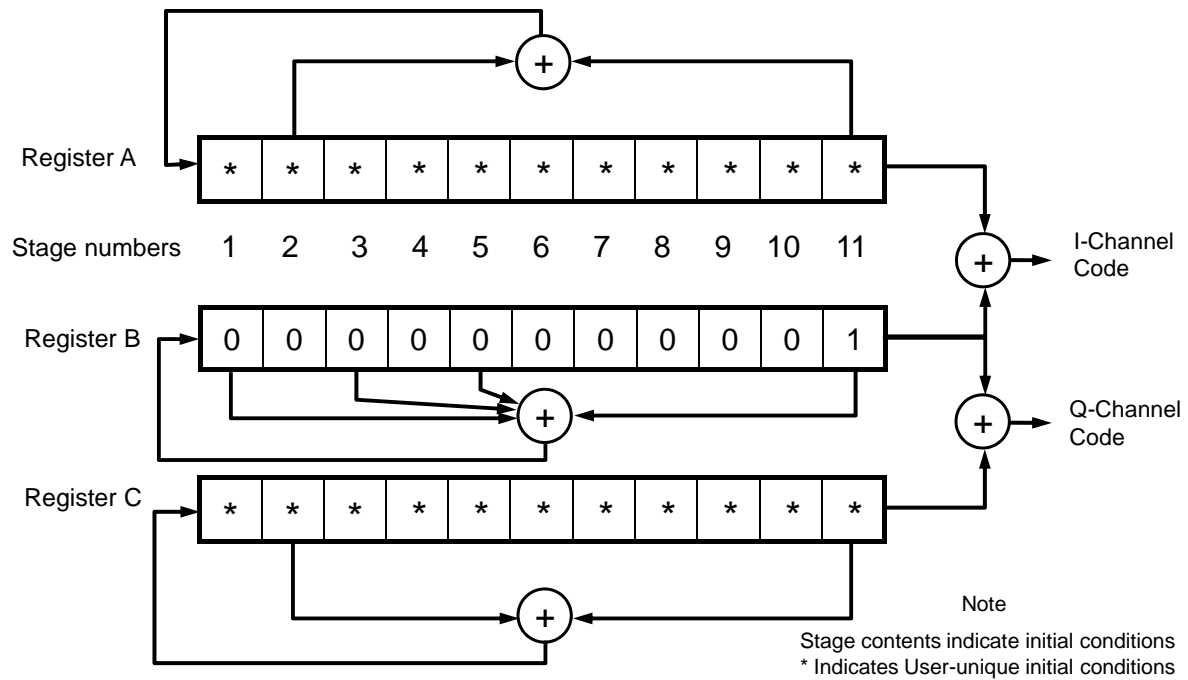 +
Register A
* * * * * * * * * * *
Stage numbers 1 2 3 4 5 6 7 8 9 10 11
+
I-Channel
Code
Register B
0 0 0 0 0 0 0 0 0 0 1
+
+
Q-Channel
Code
Register C
* * * * * * * * * * *
+
Note
Stage contents indicate initial conditions
* Indicates User-unique initial conditions